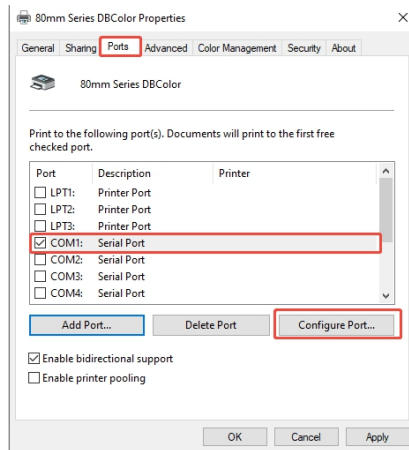 80mm Series DBColor Properties
General Sharing Ports Advanced Color Management Security About
80mm Series DBColor
Print to the following port(s). Documents will print to the first free
checked port.
Port Description Printer
LPT1: Printer Port
LPT2: Printer Port
LPT3: Printer Port
COM1: Serial Port
COM2: Serial Port
COM3: Serial Port
COM4: Serial Port
Add Port... Delete Port Configure Port...
Enable bidirectional support
Enable printer pooling
OK Cancel Apply